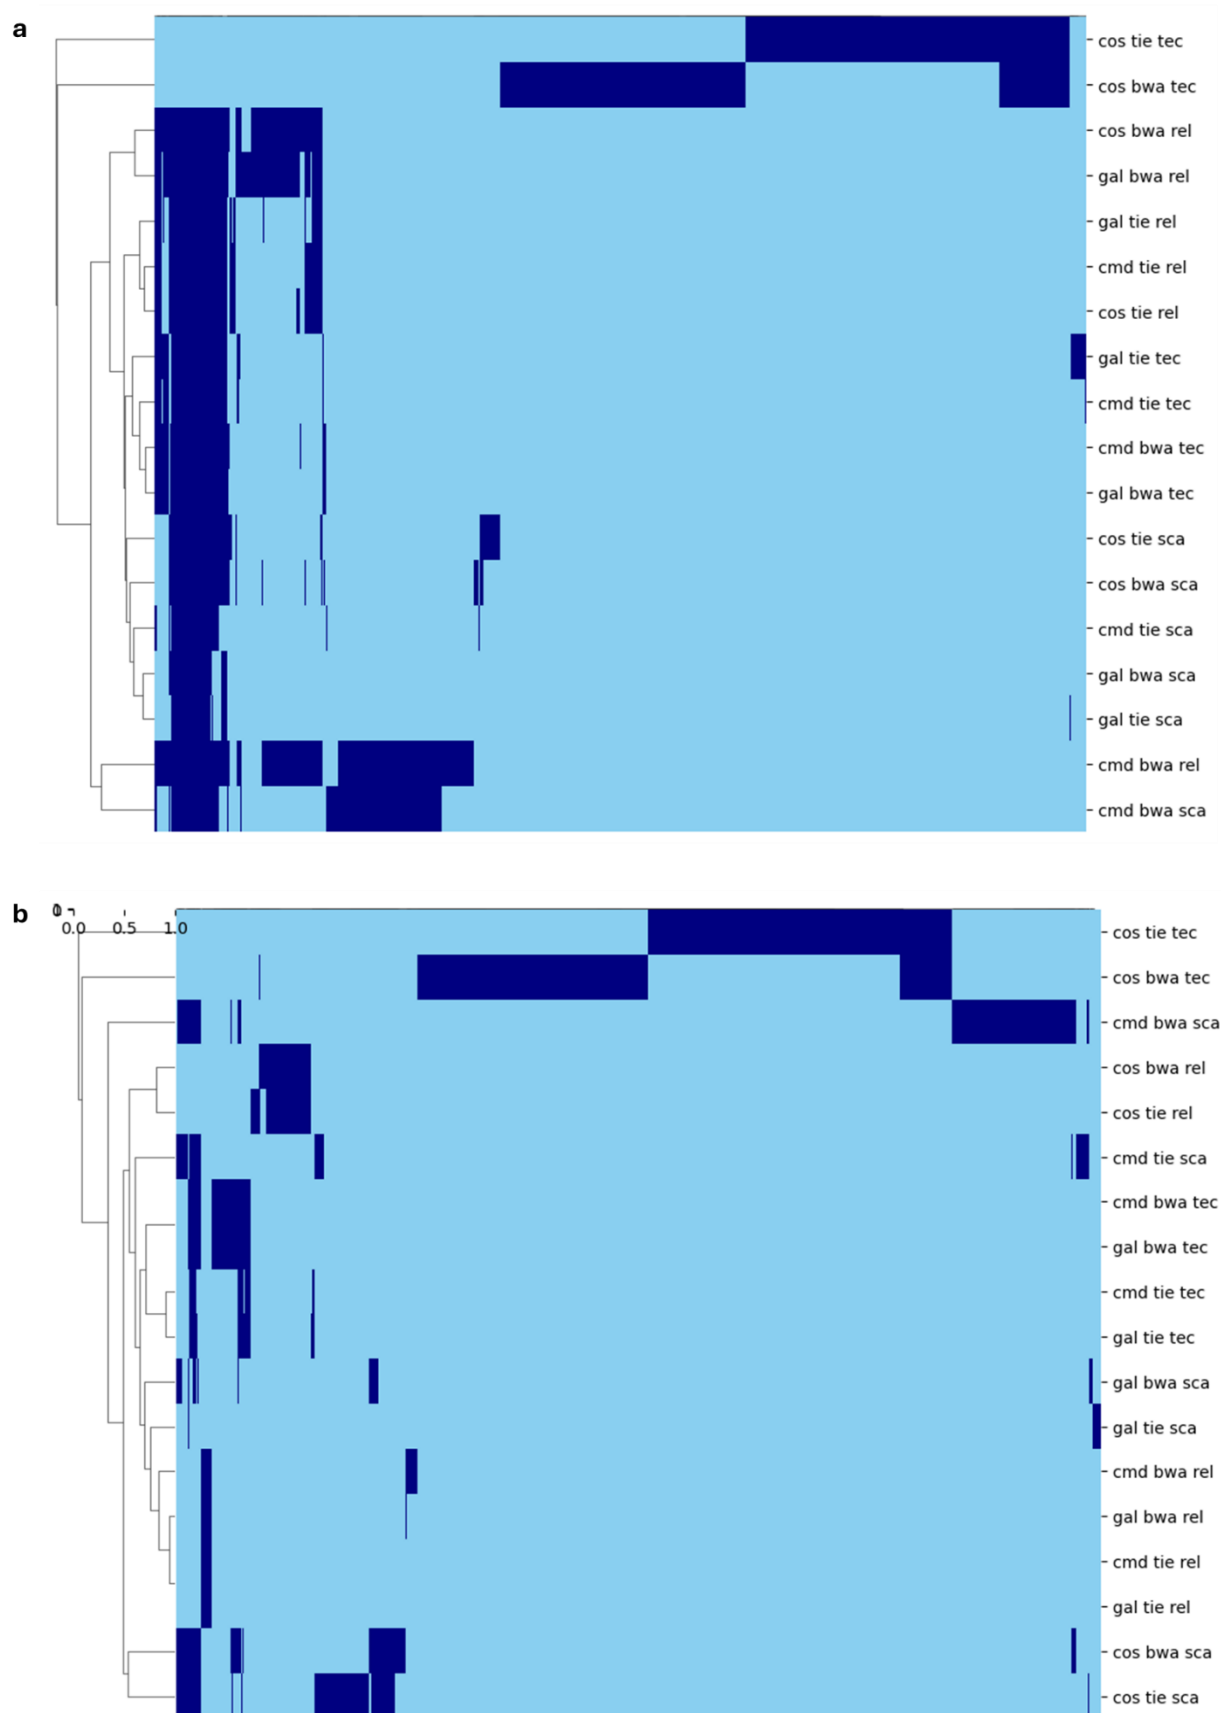 a
cos tie tec
cos bwa tec
cos bwa rel
gal bwa rel
gal tie rel
cmd tie rel
cos tie rel
gal tie tec
cmd tie tec
cmd bwa tec
gal bwa tec
cos tie sca
cos bwa sca
cmd tie sca
gal bwa sca
gal tie sca
cmd bwa rel
cmd bwa sca
b
0.0 0.5 1.0
cos tie tec
cos bwa tec
cmd bwa sca
cos bwa rel
cos tie rel
cmd tie sca
cmd bwa tec
gal bwa tec
cmd tie tec
gal tie tec
gal bwa sca
gal tie sca
cmd bwa rel
gal bwa rel
cmd tie rel
gal tie rel
cos bwa sca
cos tie sca